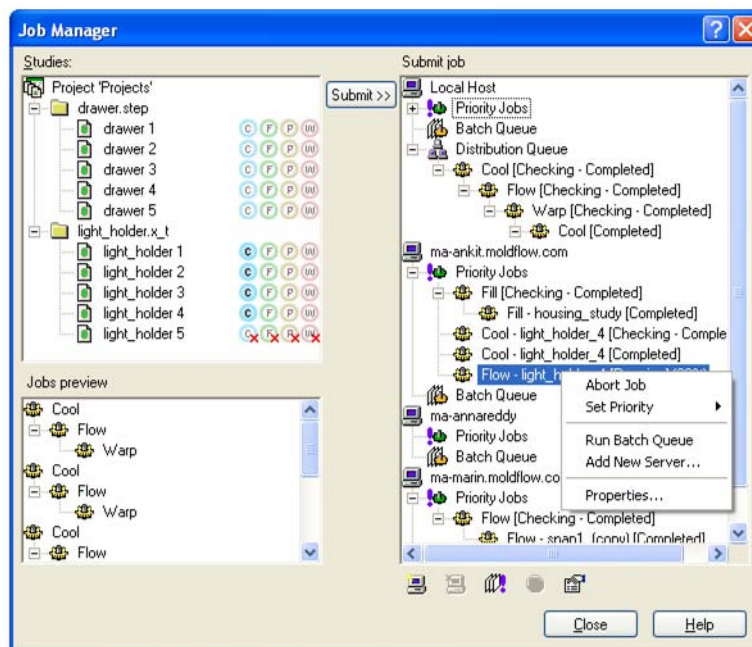 Job Manager
Studies:
Project 'Projects'
drawer.step
drawer 1 C F P W
drawer 2 C F P W
drawer 3 C F P W
drawer 4 C F P W
drawer 5 C F P W
light_holder.x_t
light_holder 1 C F P W
light_holder 2 C F P W
light_holder 3 C F P W
light_holder 4 C F P W
light_holder 5 C F P W
Submit >>
Jobs preview
Cool
Flow
Warp
Cool
Flow
Warp
Cool
Flow
Submit job
Local Host
Priority Jobs
Batch Queue
Distribution Queue
Cool [Checking - Completed]
Flow [Checking - Completed]
Warp [Checking - Completed]
Cool [Completed]
ma-ankit.moldflow.com
Priority Jobs
Fill [Checking - Completed]
Fill - housing_study [Completed]
Cool - light_holder_4 [Checking - Comple
Cool - light_holder_4 [Completed]
Flow - light_h
Batch Queue
ma-annareddy
Priority Jobs
Batch Queue
ma-marin.moldflow.co
Priority Jobs
Flow [Checking - Completed]
Flow - snap1_(copy) [Completed]
Abort Job
Set Priority
Run Batch Queue
Add New Server...
Properties...
Close
Help